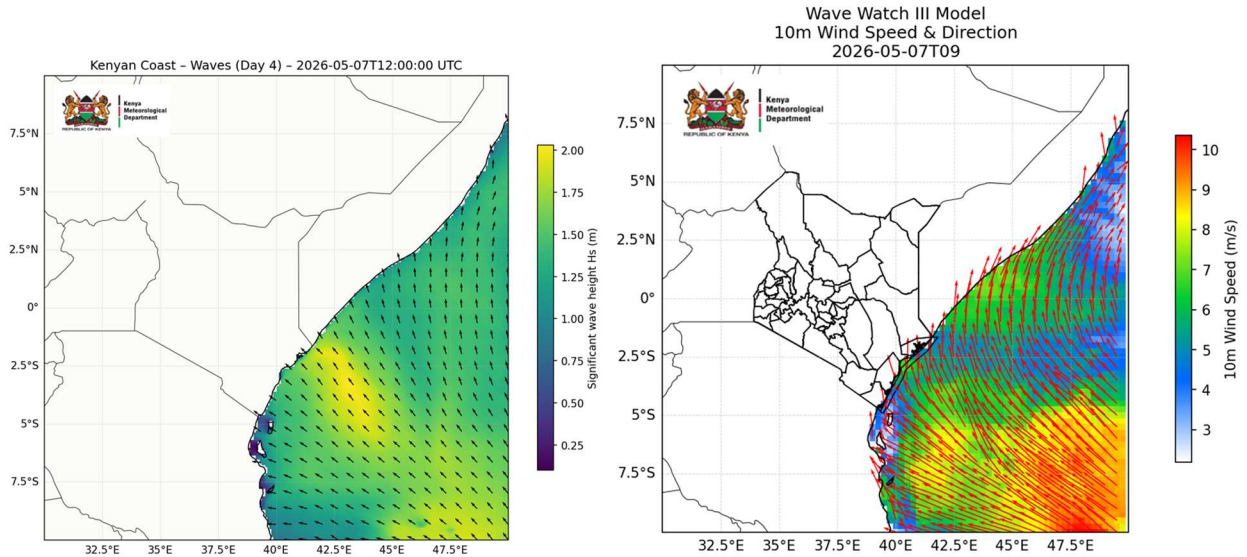 Kenyan Coast – Waves (Day 4) – 2026-05-07T12:00:00 UTC
REPUBLIC OF KENYA
Kenya
Meteorological
Department
7.5°N
5°N
2.5°N
0°
2.5°S
5°S
7.5°S
32.5°E 35°E 37.5°E 40°E 42.5°E 45°E 47.5°E
2.00
1.75
1.50
1.25
1.00
0.75
0.50
0.25
Significant wave height Hs (m)
Wave Watch III Model
10m Wind Speed & Direction
2026-05-07T09
REPUBLIC OF KENYA
Kenya
Meteorological
Department
7.5°N
5°N
2.5°N
0°
2.5°S
5°S
7.5°S
32.5°E 35°E 37.5°E 40°E 42.5°E 45°E 47.5°E
10
9
8
7
6
5
4
3
10m Wind Speed (m/s)